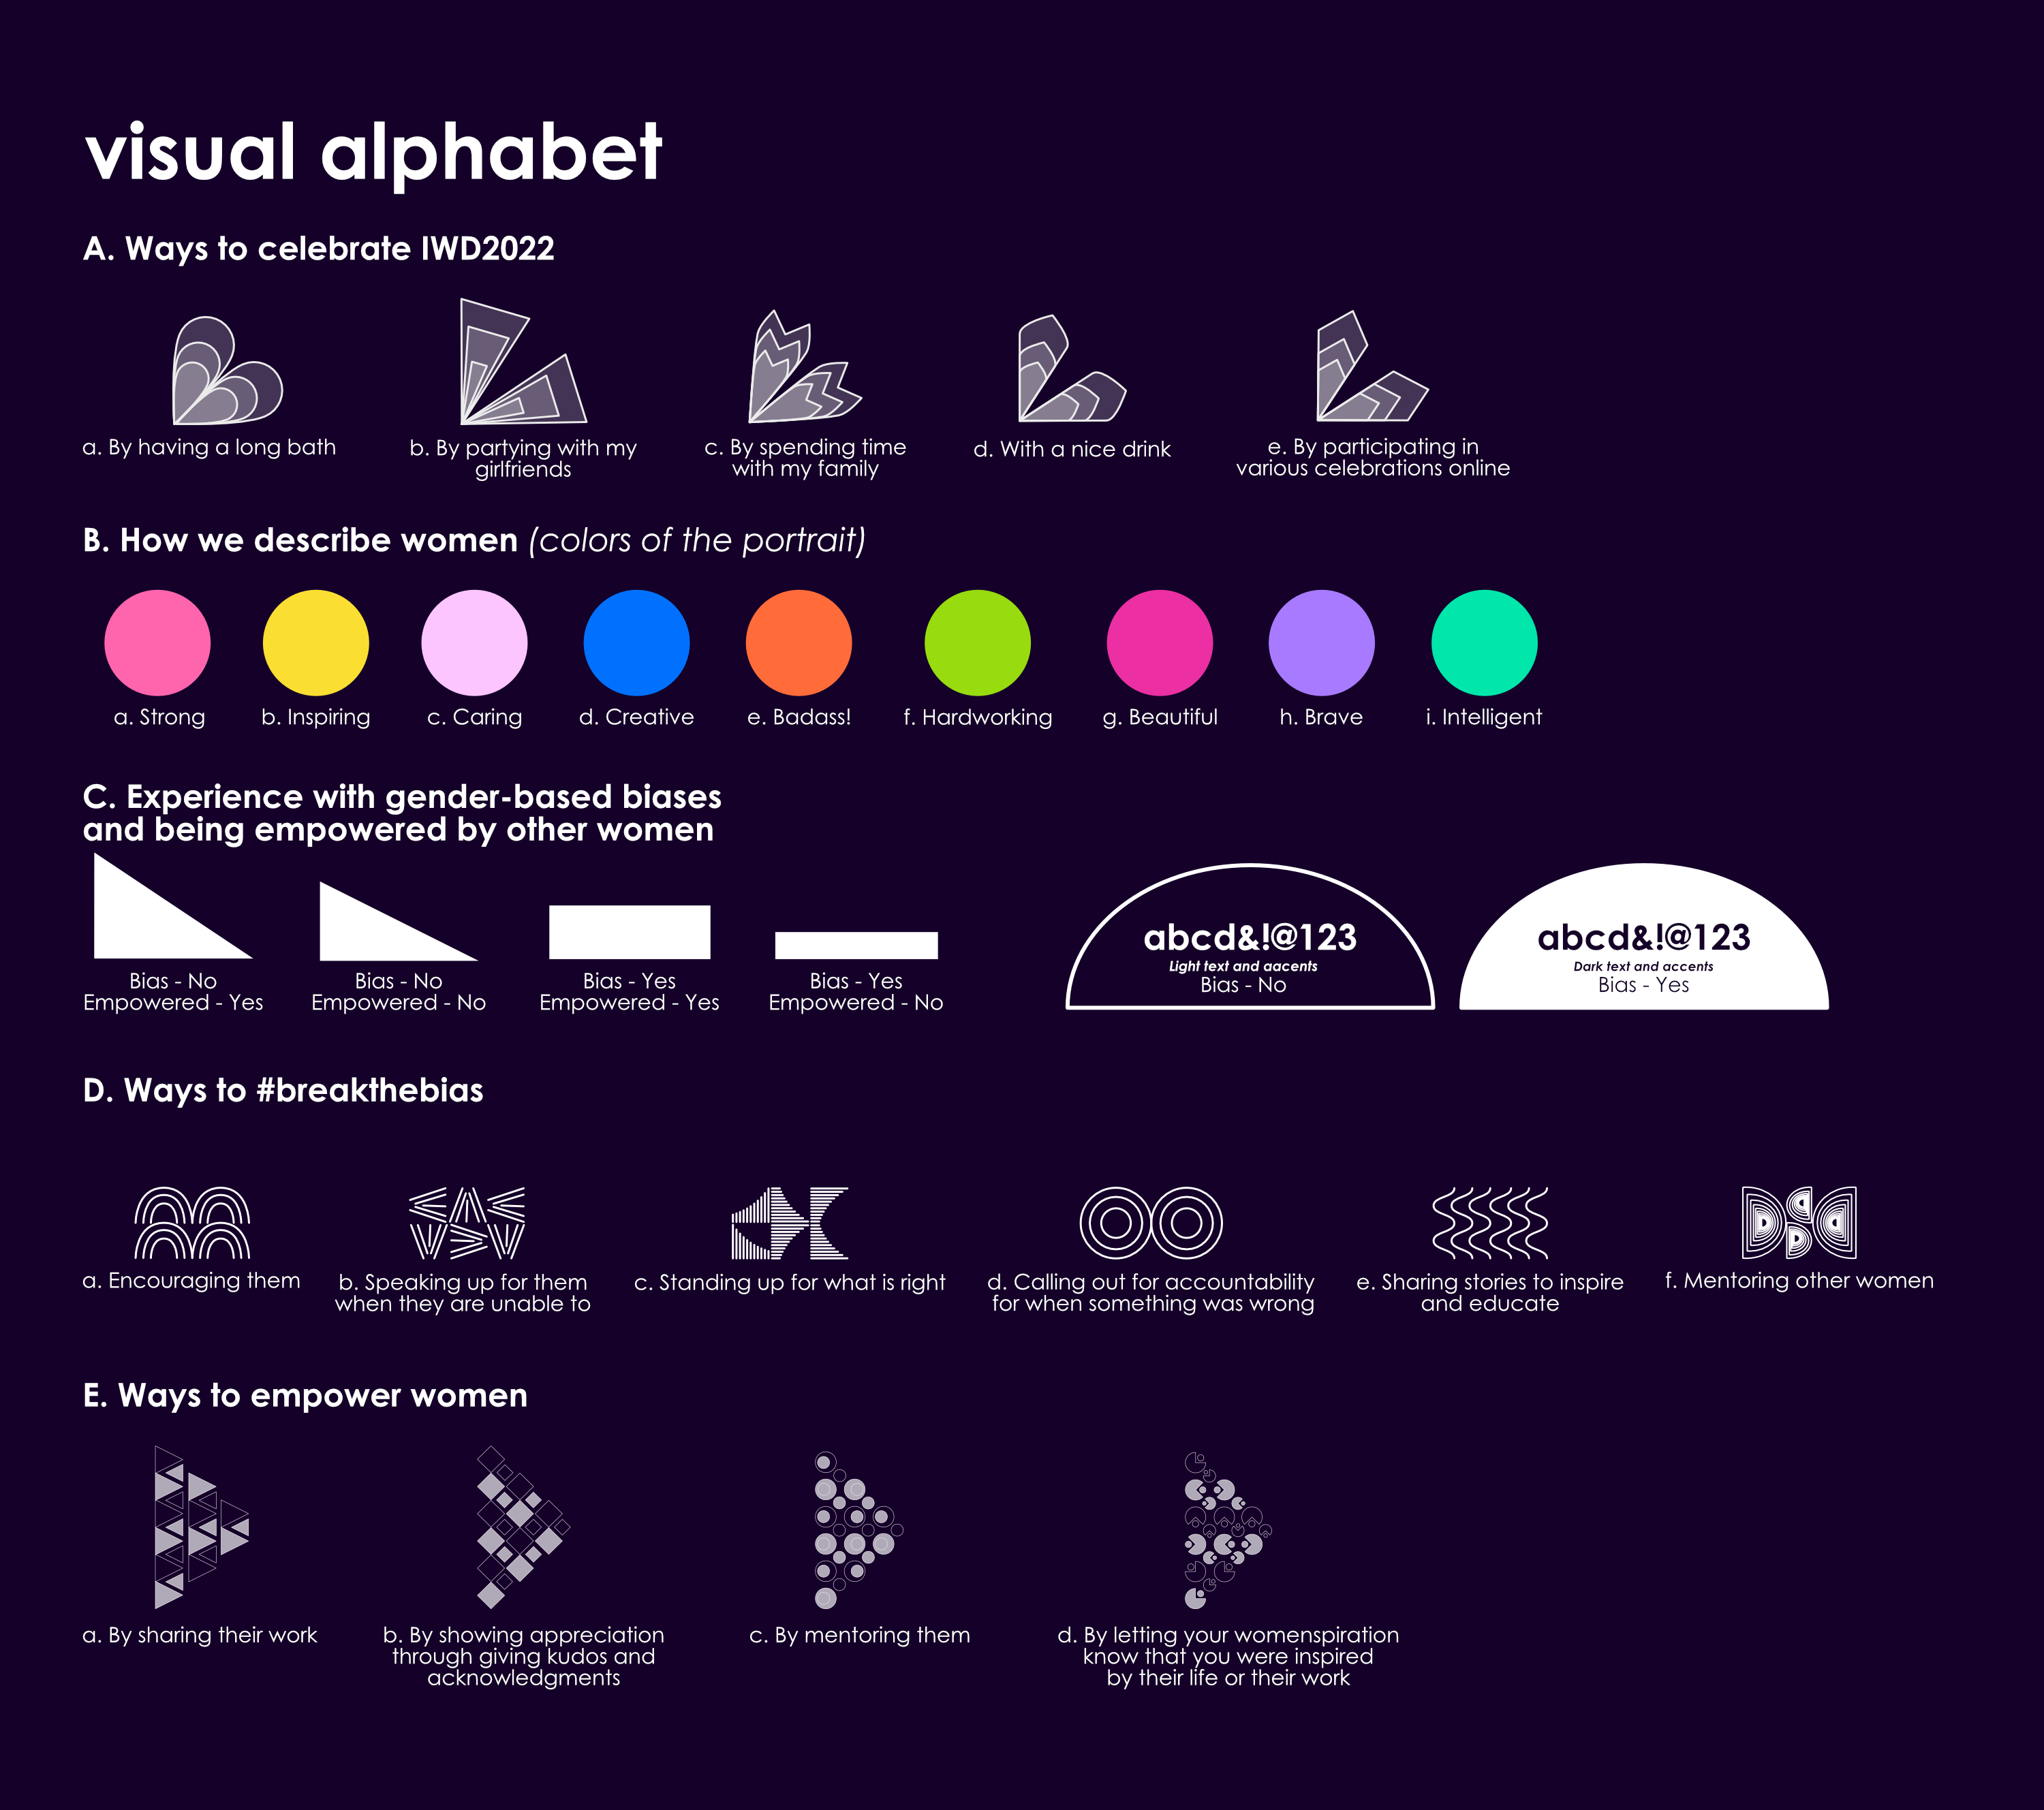 visual alphabet
A. Ways to celebrate IWD2022
a. By having a long bath
b. By partying with my
girlfriends
c. By spending time
with my family
d. With a nice drink
e. By participating in
various celebrations online
B. How we describe women (colors of the portrait)
a. Strong
b. Inspiring
c. Caring
d. Creative
e. Badass!
f. Hardworking
g. Beautiful
h. Brave
i. Intelligent
C. Experience with gender-based biases
and being empowered by other women
Bias - No
Empowered - Yes
Bias - No
Empowered - No
Bias - Yes
Empowered - Yes
Bias - Yes
Empowered - No
abcd&!@123
Light text and aacents
Bias - No
abcd&!@123
Dark text and accents
Bias - Yes
D. Ways to #breakthebias
a. Encouraging them
b. Speaking up for them
when they are unable to
c. Standing up for what is right
d. Calling out for accountability
for when something was wrong
e. Sharing stories to inspire
and educate
f. Mentoring other women
E. Ways to empower women
a. By sharing their work
b. By showing appreciation
through giving kudos and
acknowledgments
c. By mentoring them
d. By letting your womenspiration
know that you were inspired
by their life or their work